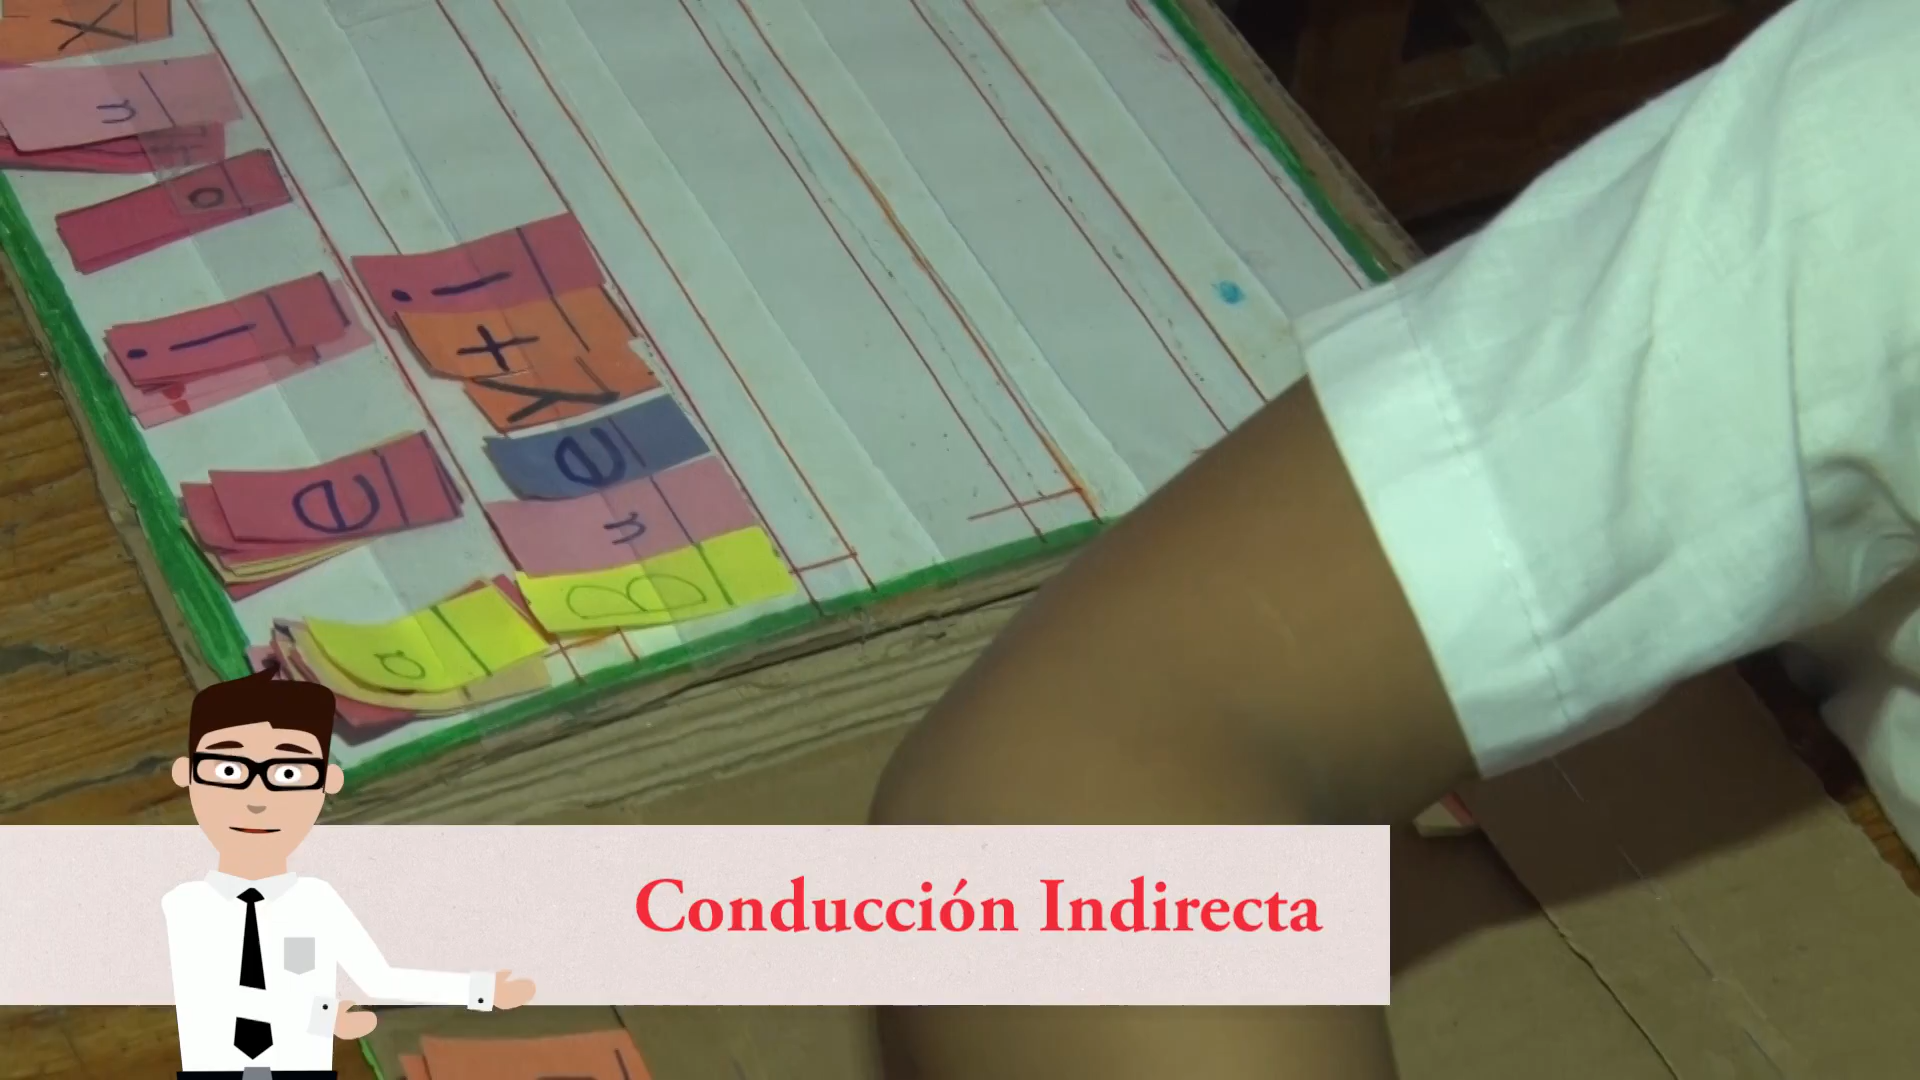 a e i o u x
B u e y t i
Conducción Indirecta